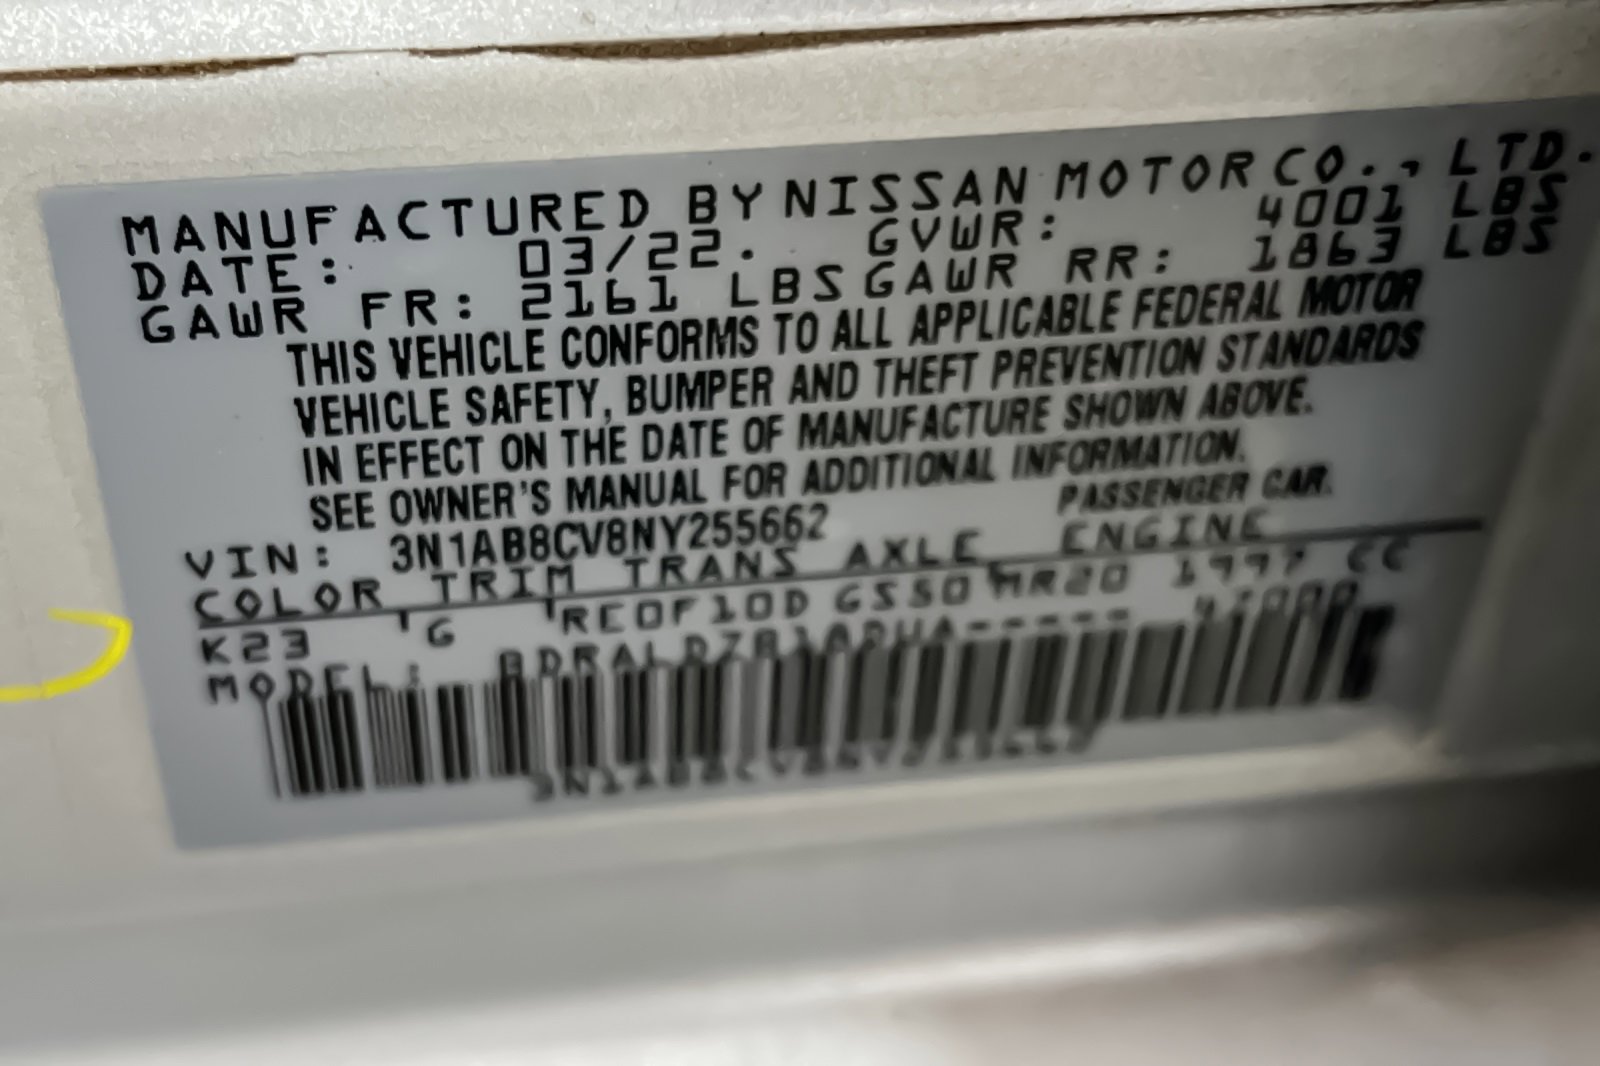 MANUFACTURED BY NISSAN MOTOR CO., LTD.
DATE: 03/22. GVWR: 4001 LBS
GAWR FR: 2161 LBS GAWR RR: 1863 LBS
THIS VEHICLE CONFORMS TO ALL APPLICABLE FEDERAL MOTOR
VEHICLE SAFETY, BUMPER AND THEFT PREVENTION STANDARDS
IN EFFECT ON THE DATE OF MANUFACTURE SHOWN ABOVE.
SEE OWNER'S MANUAL FOR ADDITIONAL INFORMATION.
VIN: 3N1AB8CV8NY255662 PASSENGER CAR.
COLOR TRIM TRANS AXLE ENGINE
K23 G RE0F10D GS50 MR20 1997 CC
MODEL:
3N1AB8CV8NY255662